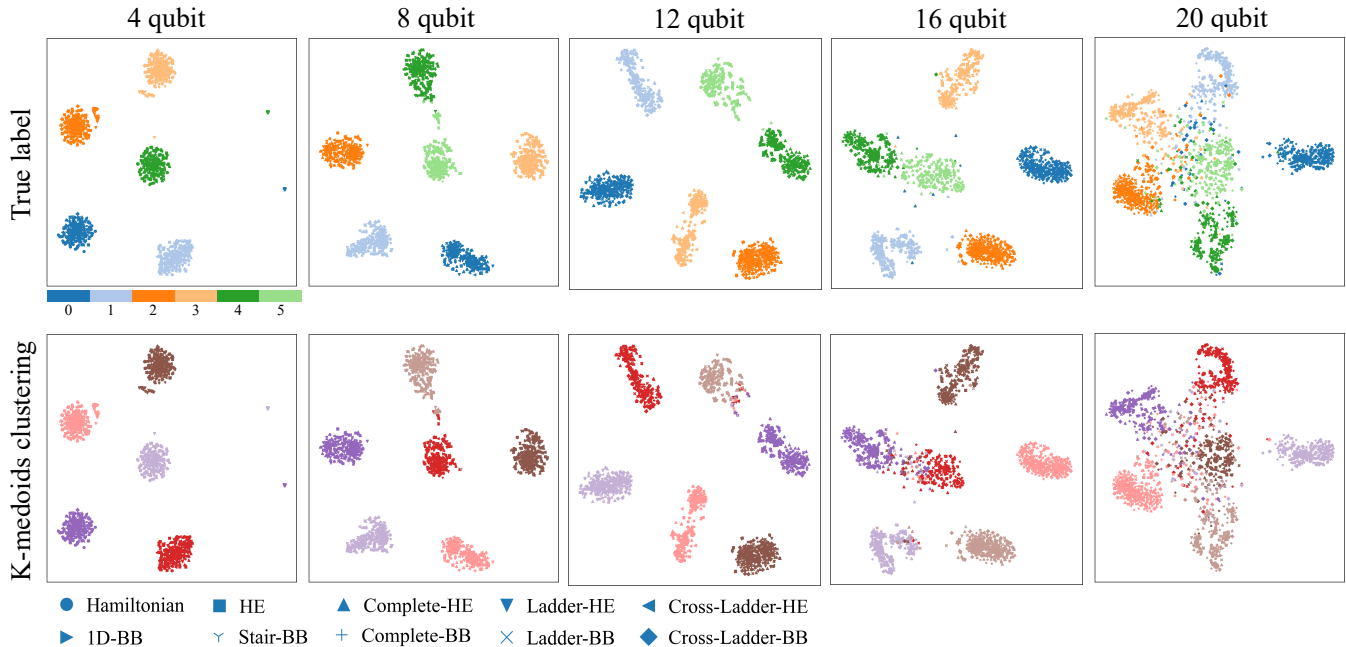 4 qubit 8 qubit 12 qubit 16 qubit 20 qubit
True label
0 1 2 3 4 5
K-medoids clustering
Hamiltonian HE Complete-HE Ladder-HE Cross-Ladder-HE
1D-BB Stair-BB Complete-BB Ladder-BB Cross-Ladder-BB